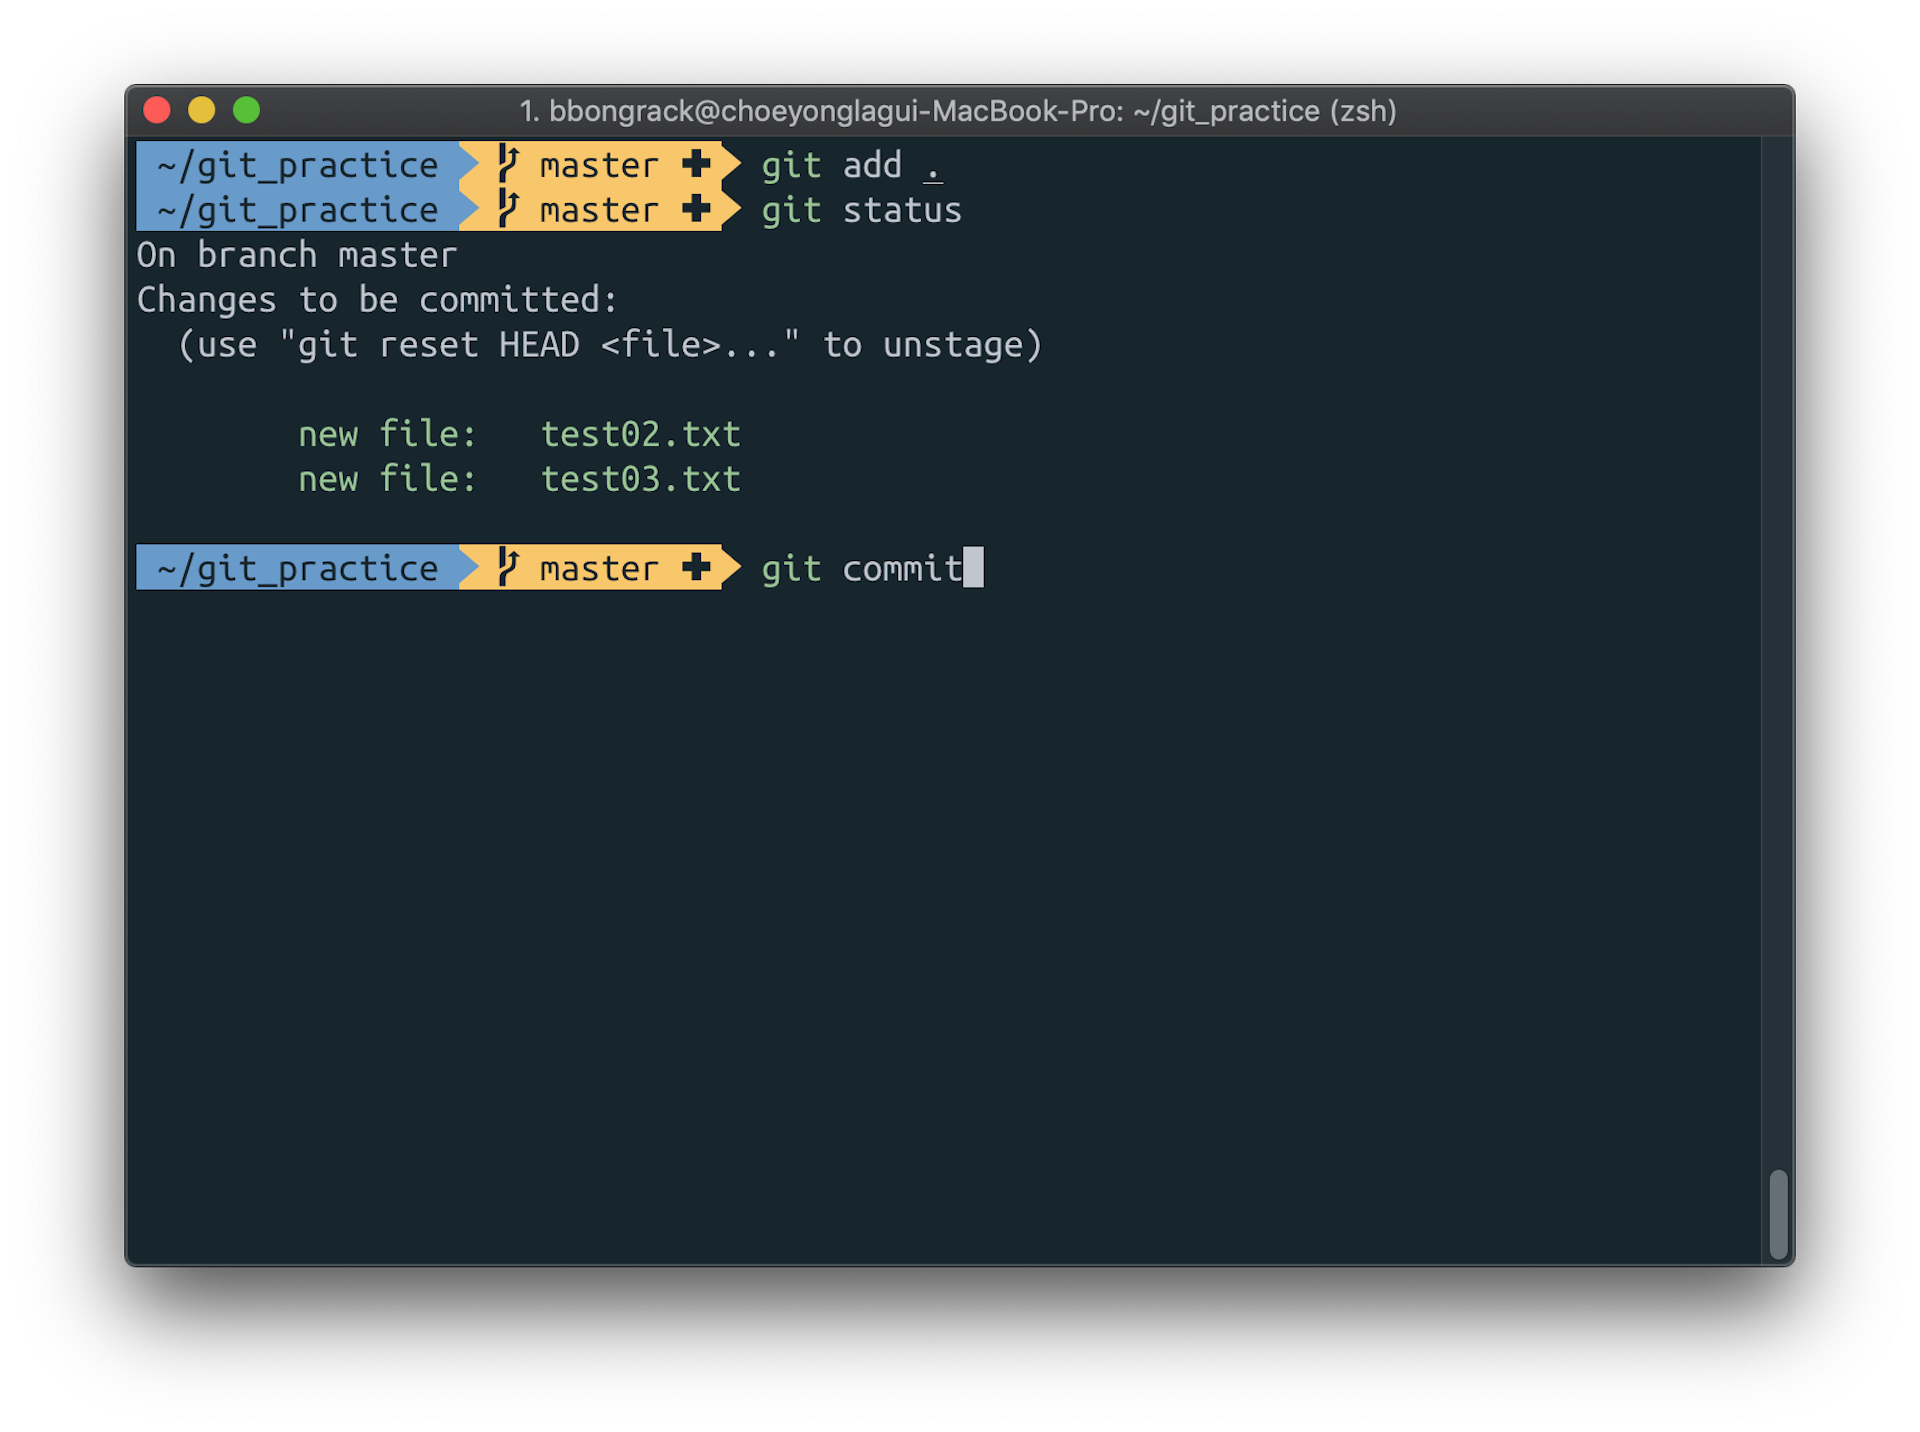 1. bbongrack@choeyonglagui-MacBook-Pro: ~/git_practice (zsh)
~/git_practice master ✚ git add .
~/git_practice master ✚ git status
On branch master
Changes to be committed:
(use "git reset HEAD <file>..." to unstage)
new file: test02.txt
new file: test03.txt
~/git_practice master ✚ git commit